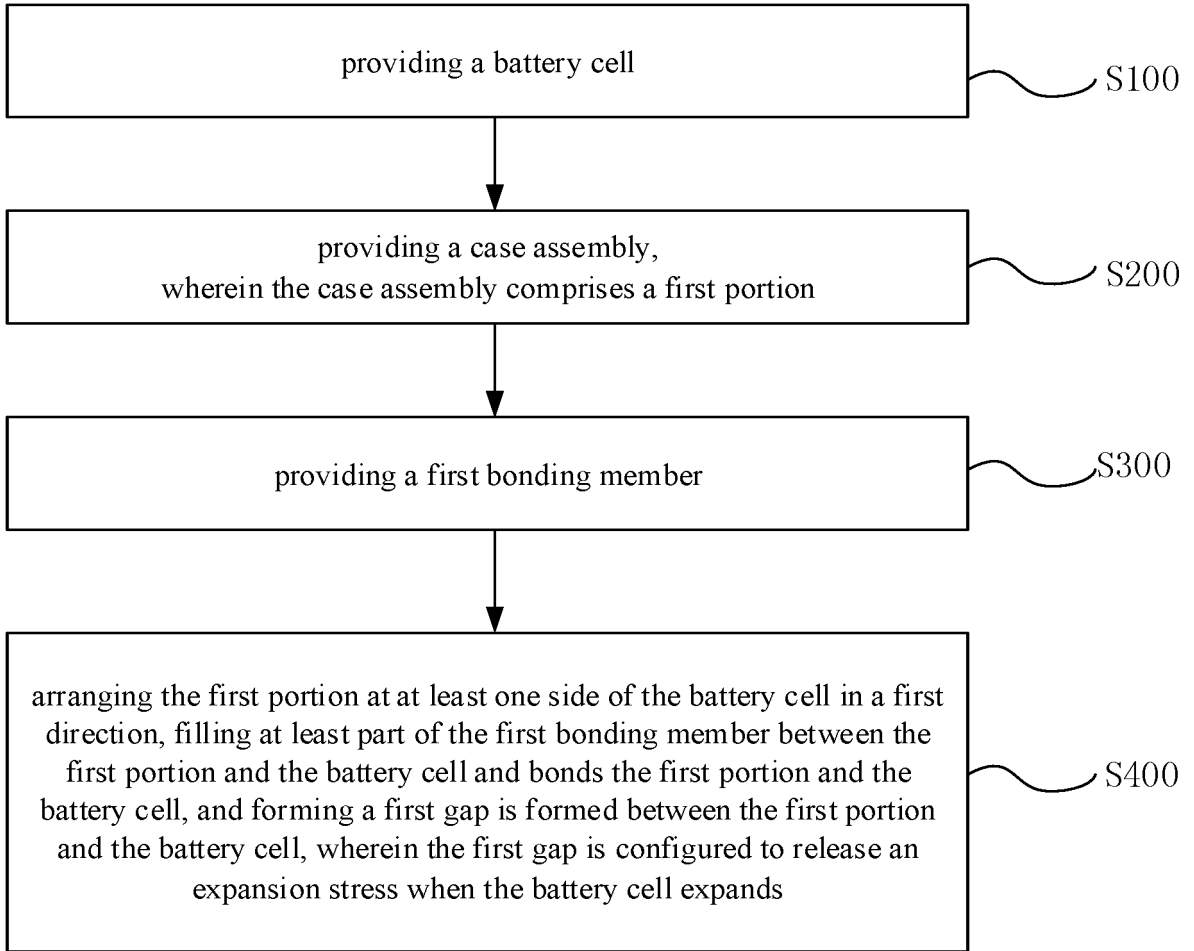 providing a battery cell
S100
providing a case assembly,
wherein the case assembly comprises a first portion
S200
providing a first bonding member
S300
arranging the first portion at at least one side of the battery cell in a first
direction, filling at least part of the first bonding member between the
first portion and the battery cell and bonds the first portion and the
battery cell, and forming a first gap is formed between the first portion
and the battery cell, wherein the first gap is configured to release an
expansion stress when the battery cell expands
S400